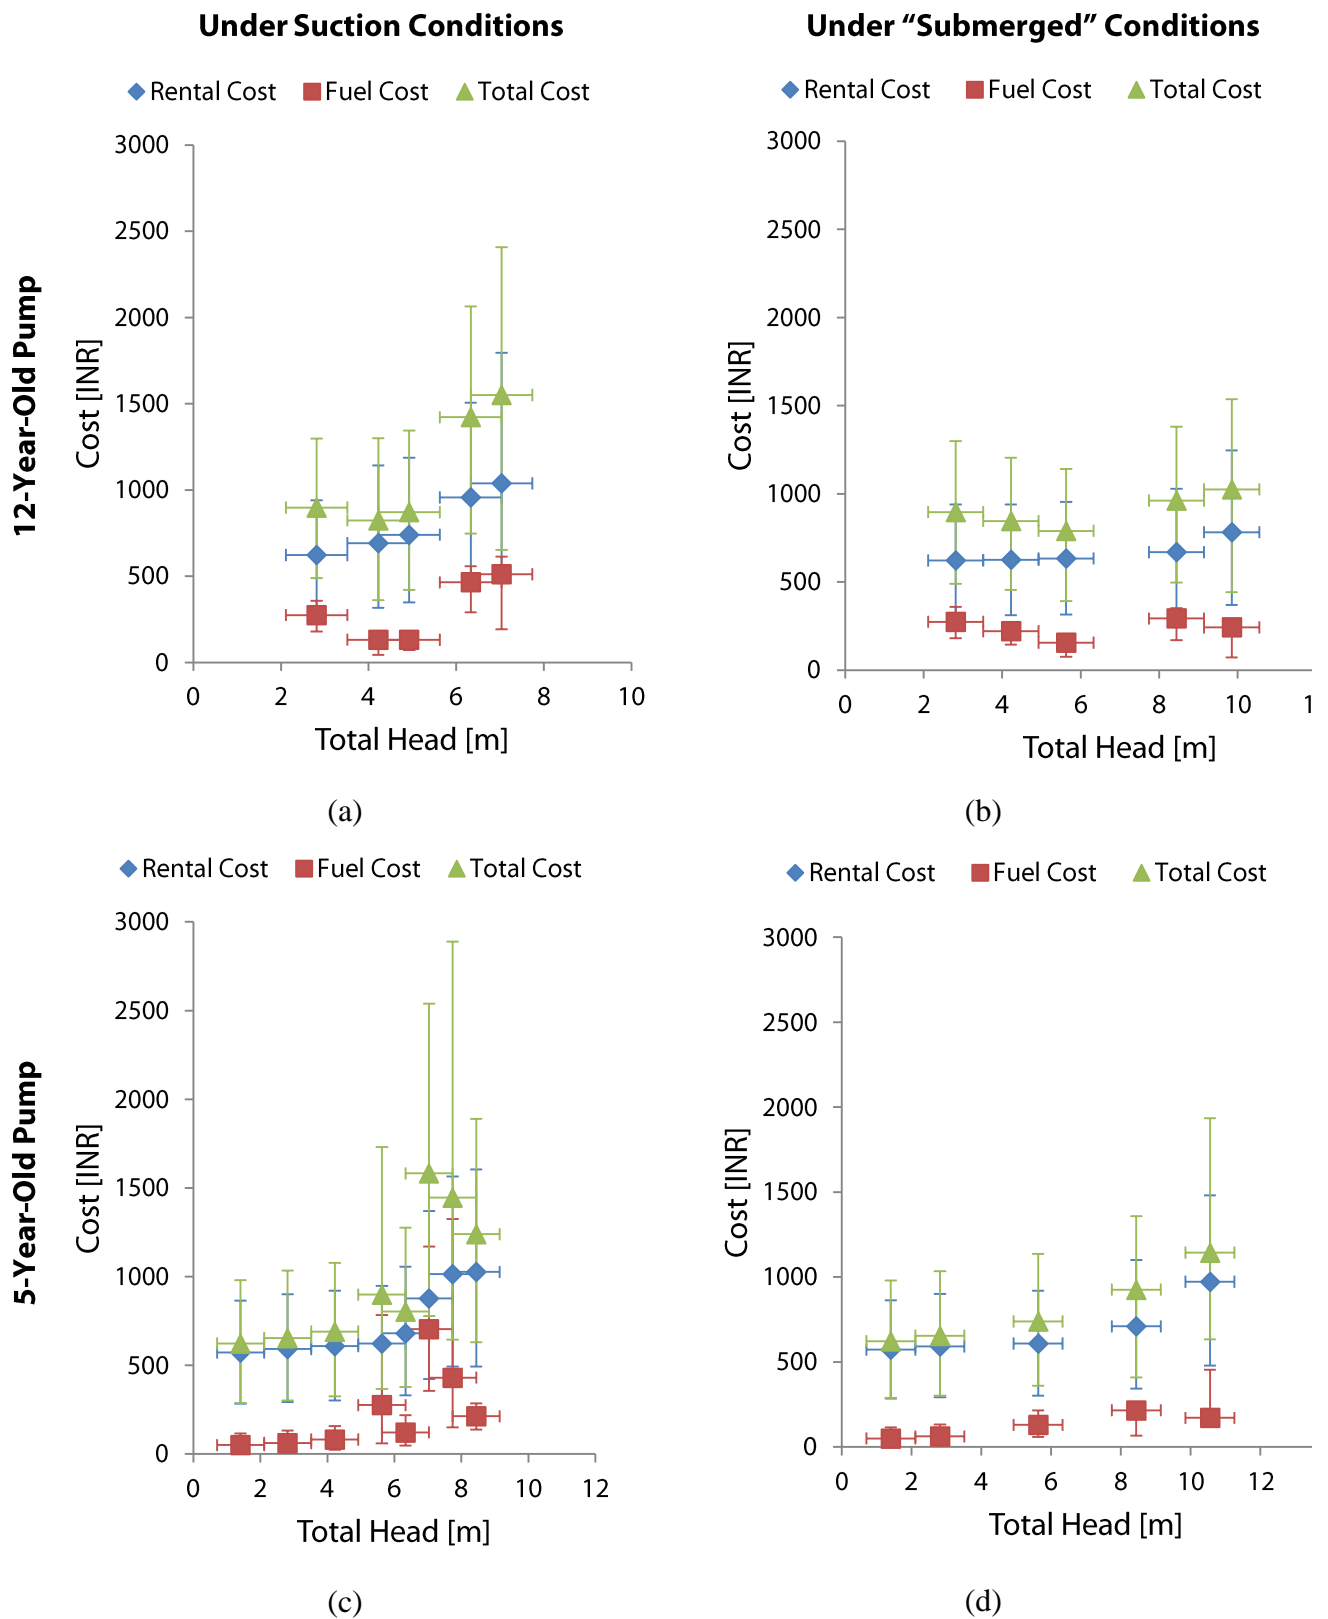 Under Suction Conditions
Under “Submerged” Conditions
12-Year-Old Pump
Rental Cost Fuel Cost Total Cost
3000
2500
2000
1500
1000
500
0
Cost [INR]
0 2 4 6 8 10
Total Head [m]
(a)
Rental Cost Fuel Cost Total Cost
3000
2500
2000
1500
1000
500
0
Cost [INR]
0 2 4 6 8 10 1
Total Head [m]
(b)
5-Year-Old Pump
Rental Cost Fuel Cost Total Cost
3000
2500
2000
1500
1000
500
0
Cost [INR]
0 2 4 6 8 10 12
Total Head [m]
(c)
Rental Cost Fuel Cost Total Cost
3000
2500
2000
1500
1000
500
0
Cost [INR]
0 2 4 6 8 10 12
Total Head [m]
(d)